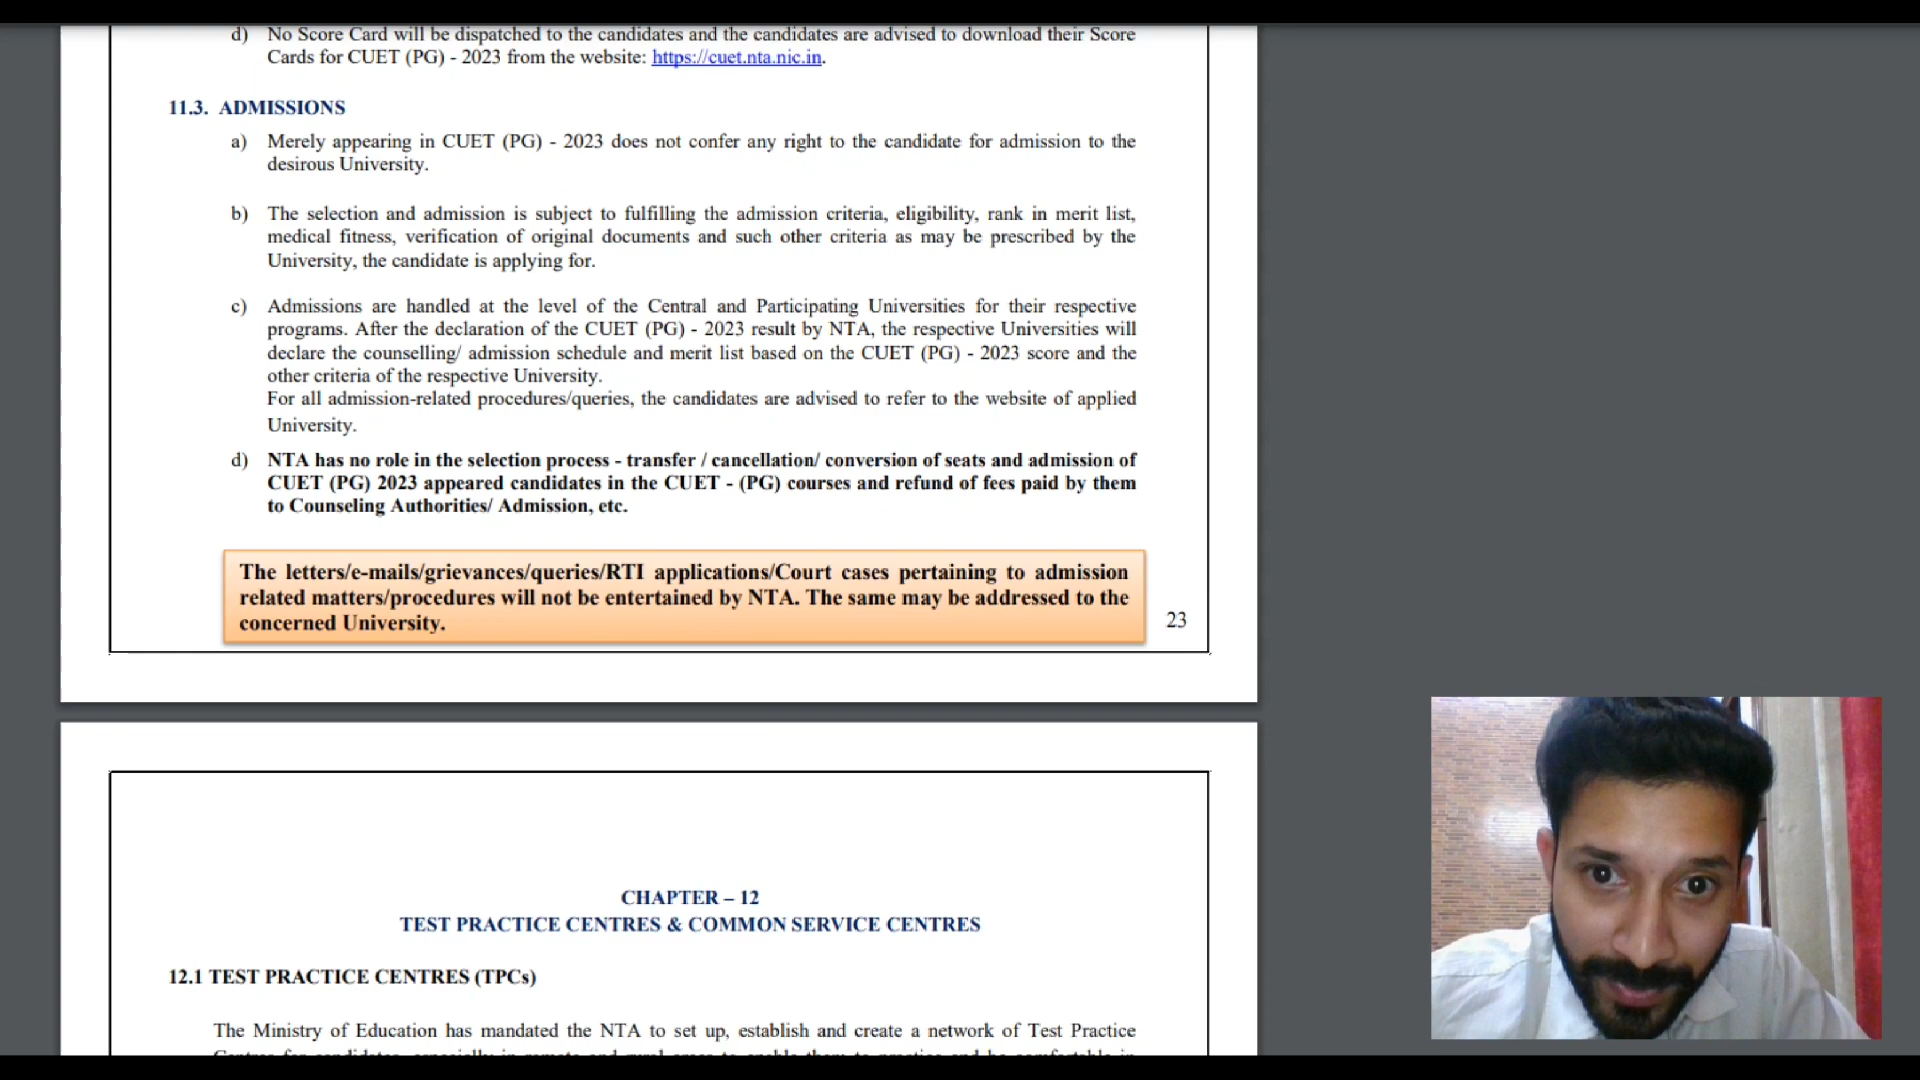 d) No Score Card will be dispatched to the candidates and the candidates are advised to download their Score
Cards for CUET (PG) - 2023 from the website: https://cuet.nta.nic.in.
11.3. ADMISSIONS
a) Merely appearing in CUET (PG) - 2023 does not confer any right to the candidate for admission to the
desirous University.
b) The selection and admission is subject to fulfilling the admission criteria, eligibility, rank in merit list,
medical fitness, verification of original documents and such other criteria as may be prescribed by the
University, the candidate is applying for.
c) Admissions are handled at the level of the Central and Participating Universities for their respective
programs. After the declaration of the CUET (PG) - 2023 result by NTA, the respective Universities will
declare the counselling/ admission schedule and merit list based on the CUET (PG) - 2023 score and the
other criteria of the respective University.
For all admission-related procedures/queries, the candidates are advised to refer to the website of applied
University.
d) NTA has no role in the selection process - transfer / cancellation/ conversion of seats and admission of
CUET (PG) 2023 appeared candidates in the CUET - (PG) courses and refund of fees paid by them
to Counseling Authorities/ Admission, etc.
The letters/e-mails/grievances/queries/RTI applications/Court cases pertaining to admission
related matters/procedures will not be entertained by NTA. The same may be addressed to the
concerned University.
23
CHAPTER – 12
TEST PRACTICE CENTRES & COMMON SERVICE CENTRES
12.1 TEST PRACTICE CENTRES (TPCs)
The Ministry of Education has mandated the NTA to set up, establish and create a network of Test Practice